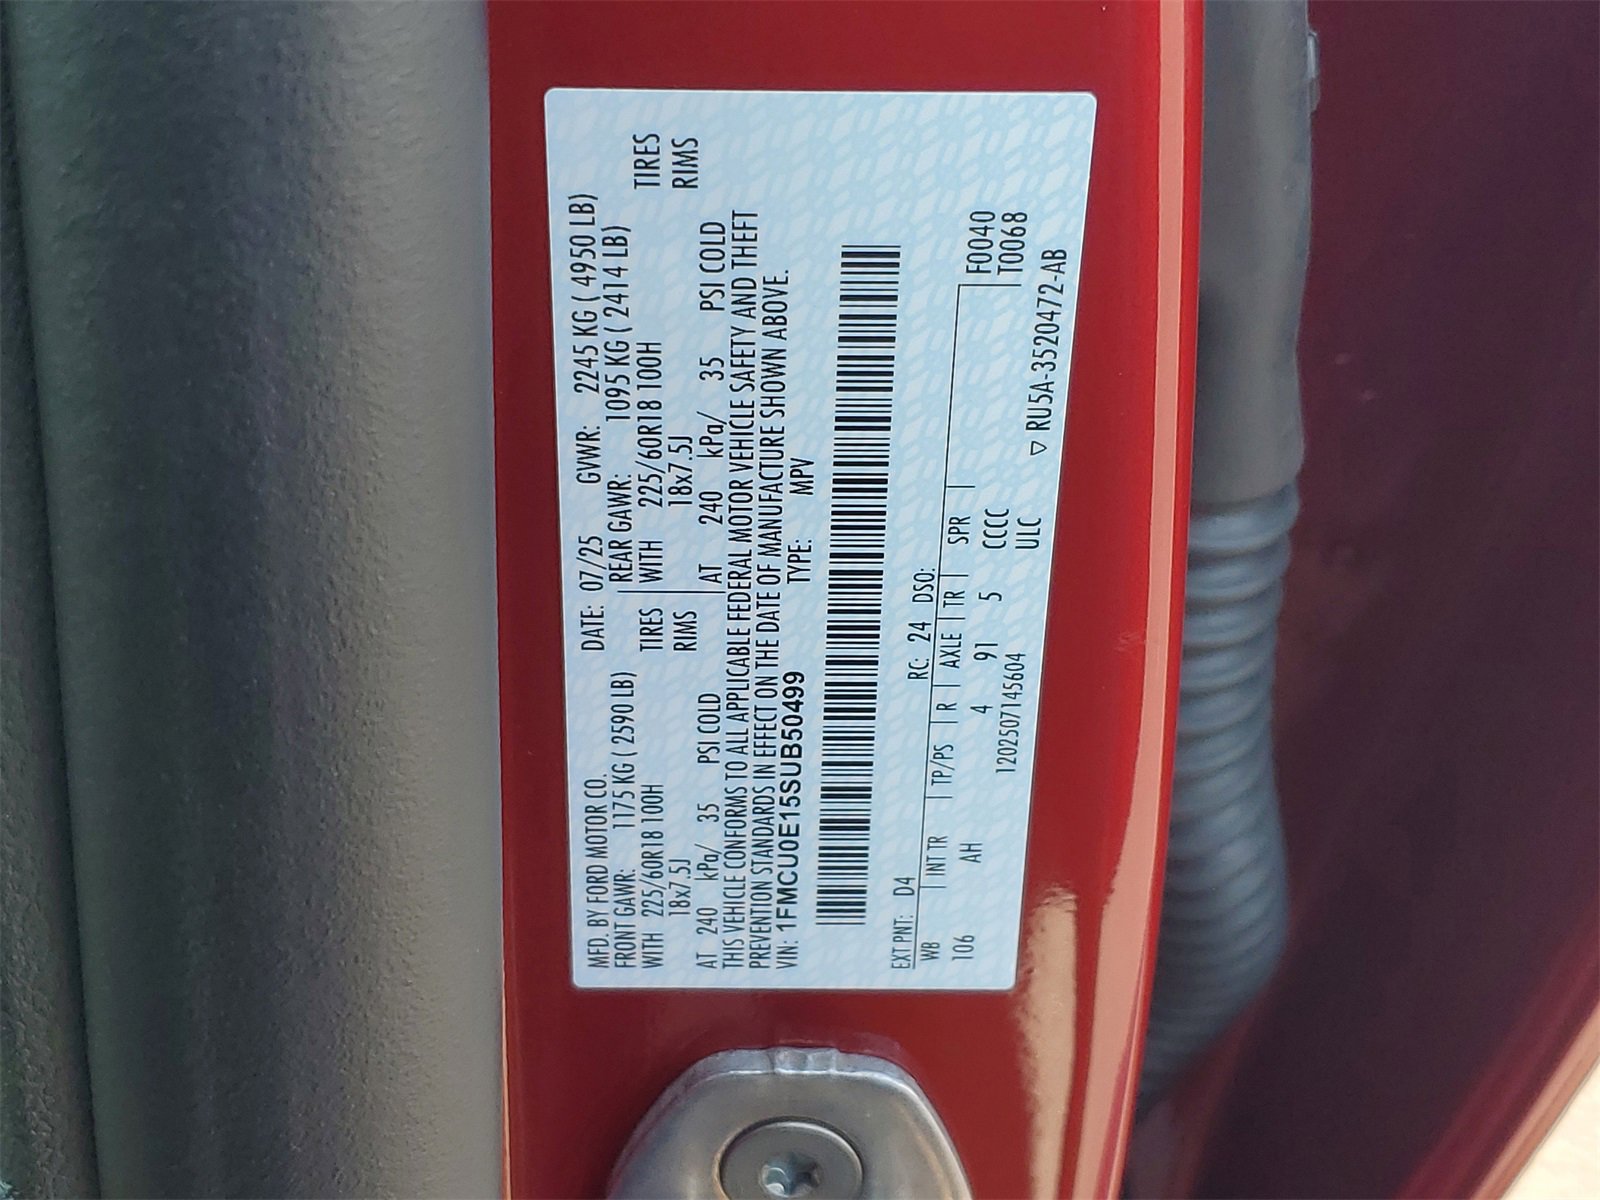 MFD. BY FORD MOTOR CO.
DATE: 07/25 GVWR: 2245 KG ( 4950 LB)
FRONT GAWR: 1175 KG ( 2590 LB) REAR GAWR: 1095 KG ( 2414 LB)
WITH 225/60R18 100H TIRES WITH 225/60R18 100H TIRES
18x7.5J RIMS 18x7.5J RIMS
AT 240 kPa/ 35 PSI COLD AT 240 kPa/ 35 PSI COLD
THIS VEHICLE CONFORMS TO ALL APPLICABLE FEDERAL MOTOR VEHICLE SAFETY AND THEFT
PREVENTION STANDARDS IN EFFECT ON THE DATE OF MANUFACTURE SHOWN ABOVE.
VIN: 1FMCU0E15SUB50499 TYPE: MPV
EXT PNT: D4 RC: 24 DSO:
WB INT TR TP/PS R AXLE TR SPR F0040
106 AH 4 91 5 CCCC T0068
1202507145604 ULC
▽ RU5A-3520472-AB